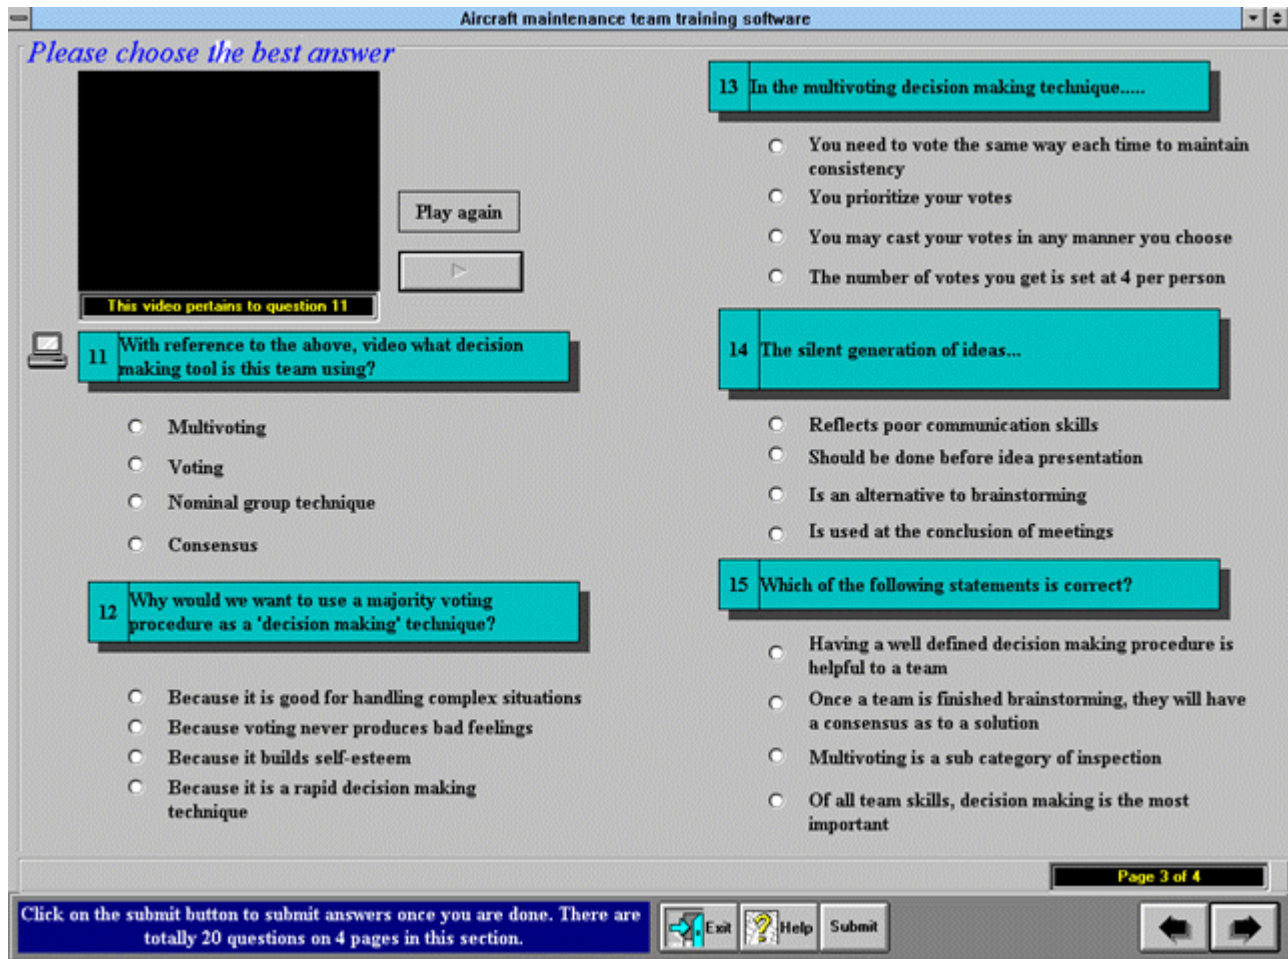 Aircraft maintenance team training software
Please choose the best answer
Play again
This video pertains to question 11
11 With reference to the above, video what decision
making tool is this team using?
Multivoting
Voting
Nominal group technique
Consensus
12 Why would we want to use a majority voting
procedure as a 'decision making' technique?
Because it is good for handling complex situations
Because voting never produces bad feelings
Because it builds self-esteem
Because it is a rapid decision making
technique
13 In the multivoting decision making technique.....
You need to vote the same way each time to maintain
consistency
You prioritize your votes
You may cast your votes in any manner you choose
The number of votes you get is set at 4 per person
14 The silent generation of ideas...
Reflects poor communication skills
Should be done before idea presentation
Is an alternative to brainstorming
Is used at the conclusion of meetings
15 Which of the following statements is correct?
Having a well defined decision making procedure is
helpful to a team
Once a team is finished brainstorming, they will have
a consensus as to a solution
Multivoting is a sub category of inspection
Of all team skills, decision making is the most
important
Page 3 of 4
Click on the submit button to submit answers once you are done. There are
totally 20 questions on 4 pages in this section.
Exit
Help
Submit